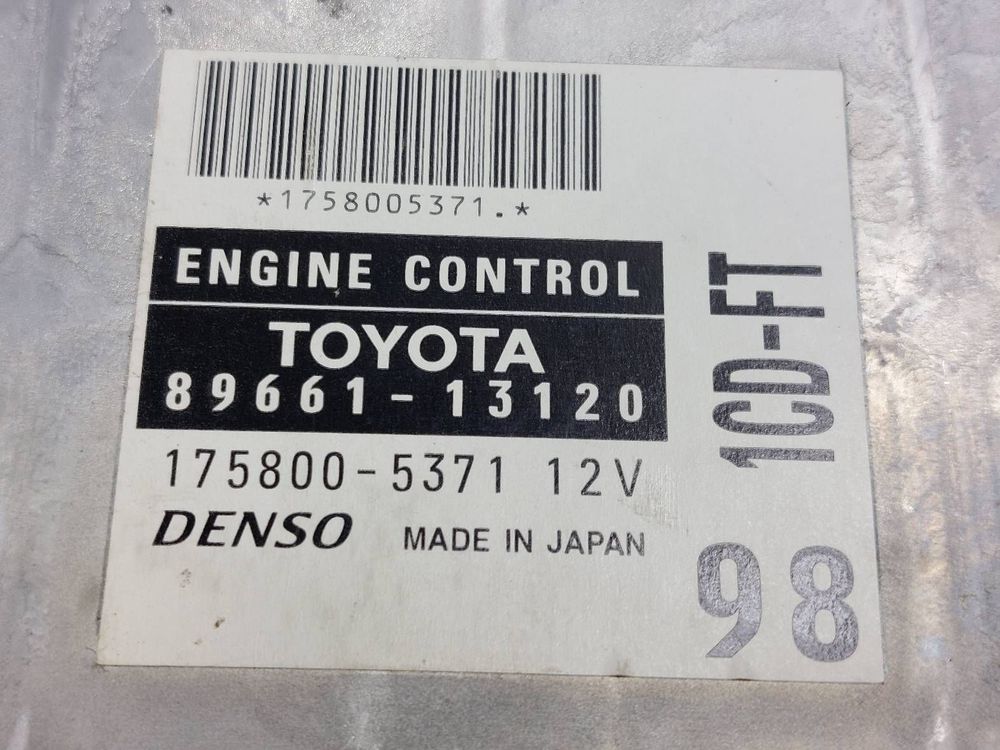 *1758005371.*
ENGINE CONTROL
TOYOTA
89661-13120
175800-5371 12V
DENSO MADE IN JAPAN
1CD-FT
98